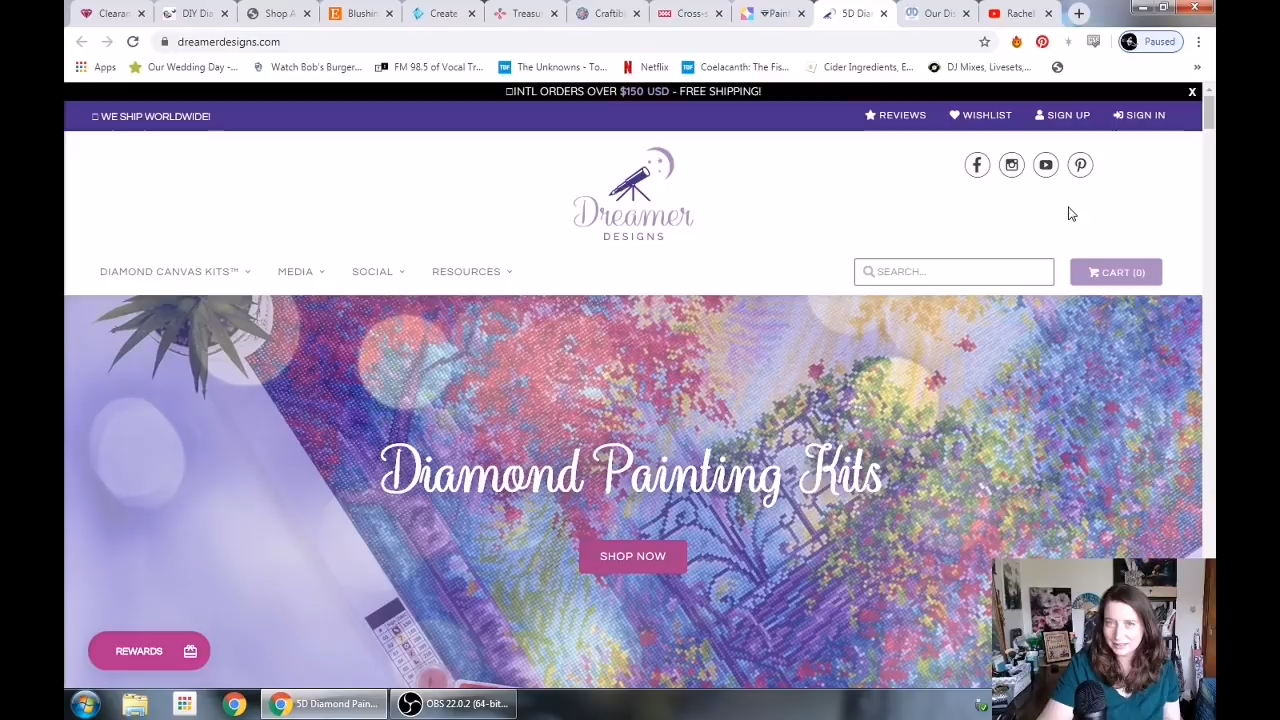 Clearan
DIY Dia
Shop A
Blushin
Create
Treasur
Craftibl
Cross-s
Paint
5D Dia
Our Dis
Rachel
dreamerdesigns.com
Paused
Apps
Our Wedding Day -...
Watch Bob's Burger...
FM 98.5 of Vocal Tr...
The Unknowns - To...
Netflix
Coelacanth: The Fis...
Cider Ingredients, E...
DJ Mixes, Livesets,...
»
INTL ORDERS OVER $150 USD - FREE SHIPPING!
X
WE SHIP WORLDWIDE!
REVIEWS
WISHLIST
SIGN UP
SIGN IN
Dreamer
DESIGNS
DIAMOND CANVAS KITS™
MEDIA
SOCIAL
RESOURCES
SEARCH...
CART (0)
Diamond Painting Kits
SHOP NOW
REWARDS
5D Diamond Pain...
OBS 22.0.2 (64-bit...